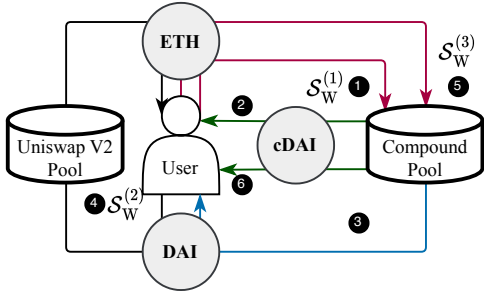 ETH
S_W^(3)
S_W^(1) 1 5
2
Uniswap V2
Pool
cDAI
Compound
Pool
User
6
4 S_W^(2)
3
DAI